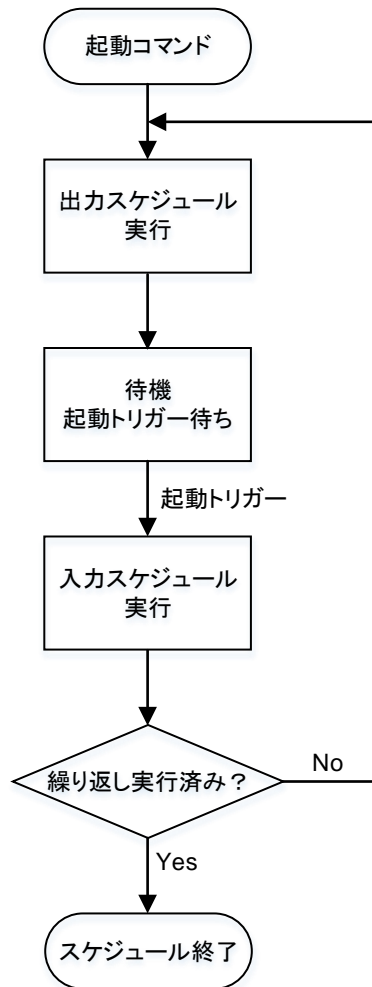 起動コマンド
出力スケジュール
実行
待機
起動トリガー待ち
起動トリガー
入力スケジュール
実行
繰り返し実行済み？
No
Yes
スケジュール終了